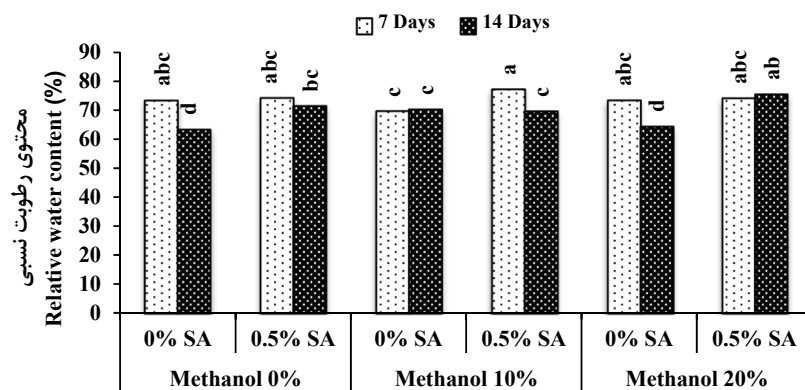 7 Days 14 Days
محتوی رطوبت نسبی
Relative water content (%)
90
80
70
60
50
40
30
20
10
0
abc d abc bc c c a c abc d abc ab
0% SA 0.5% SA 0% SA 0.5% SA 0% SA 0.5% SA
Methanol 0% Methanol 10% Methanol 20%